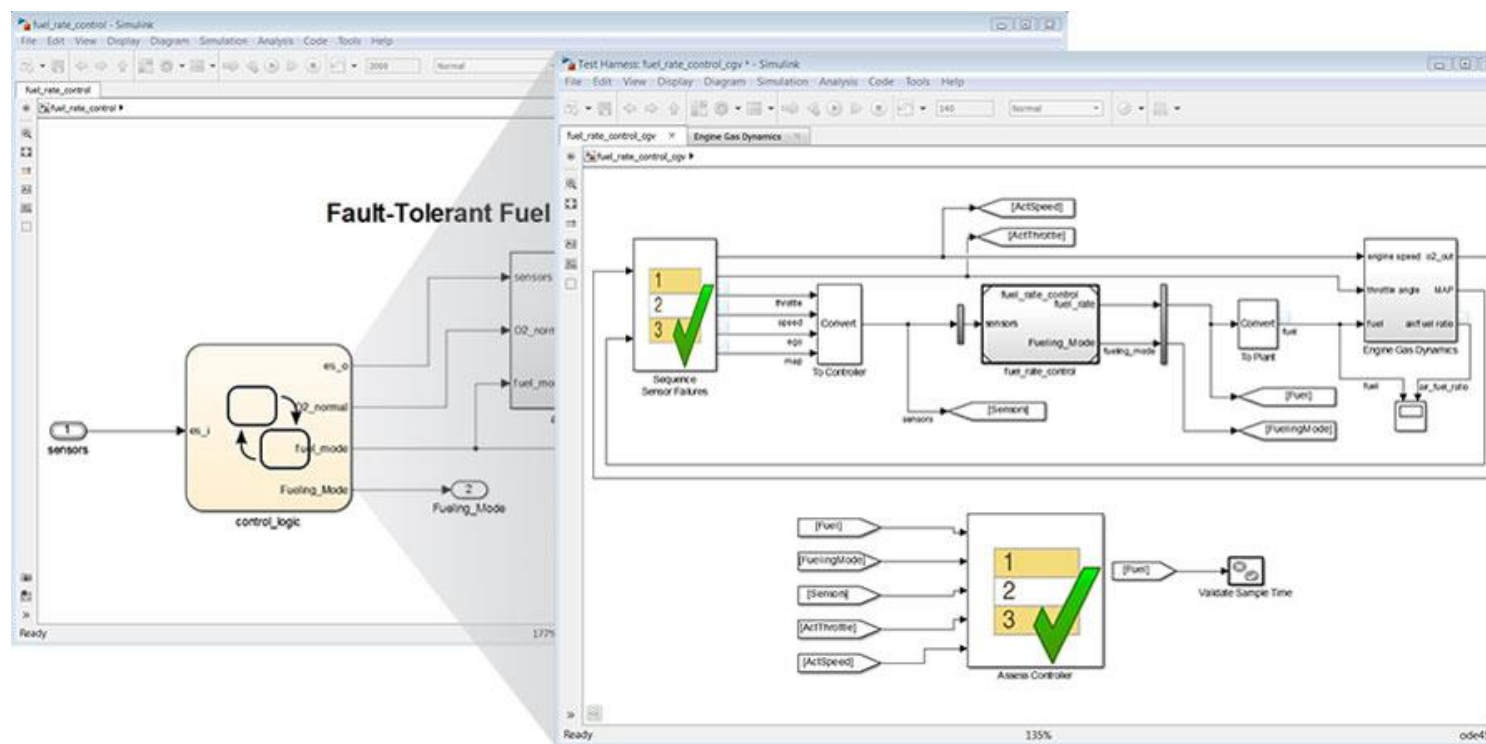 fuel_rate_control - Simulink
File Edit View Display Diagram Simulation Analysis Code Tools Help
2000 Normal
fuel_rate_control
fuel_rate_control
Fault-Tolerant Fuel
sensors
O2_norm
fuel_mo
es_o
O2_normal
fuel_mode
Fueling_Mode
es_i
1
sensors
control_logic
2
Fueling_Mode
Ready
177%
Test Harness: fuel_rate_control_cgv * - Simulink
File Edit View Display Diagram Simulation Analysis Code Tools Help
140 Normal
fuel_rate_control_cgv × Engine Gas Dynamics ×
fuel_rate_control_cgv
[ActSpeed]
[ActThrottle]
1
2
3
Sequence
Sensor Failures
throttle
speed
ego
map
Convert
To Controller
sensors
[Sensors]
fuel_rate_control
fuel_rate
sensors
Fueling_Mode
fuel_rate_control
fueling_mode
Convert
fuel
To Plant
[Fuel]
[FuelingMode]
engine speed o2_out
throttle angle MAP
fuel air/fuel ratio
Engine Gas Dynamics
fuel
air_fuel_ratio
[Fuel]
[FuelingMode]
[Sensors]
[ActThrottle]
[ActSpeed]
1
2
3
Assess Controller
[Fuel]
Validate Sample Time
Ready
135%
ode45